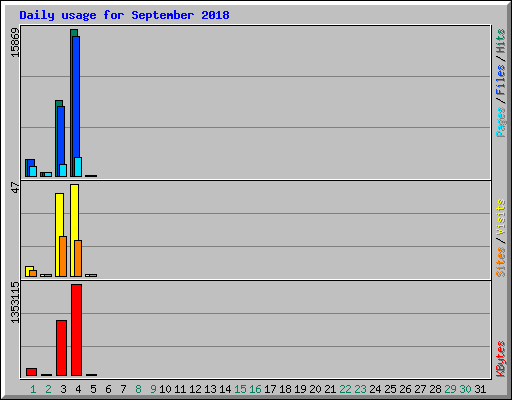 Daily usage for September 2018
15869
Pages / Files / Hits
47
Sites / Visits
1353115
KBytes
1 2 3 4 5 6 7 8 9 10 11 12 13 14 15 16 17 18 19 20 21 22 23 24 25 26 27 28 29 30 31